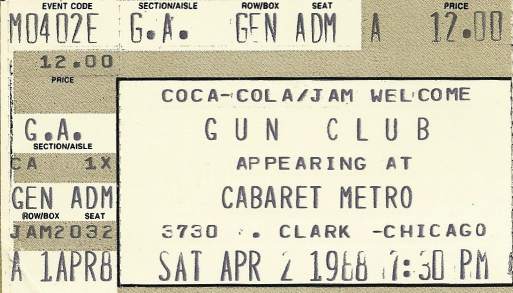 EVENT CODE SECTION/AISLE ROW/BOX SEAT PRICE
M0402E G.A. GEN ADM A 12.00
12.00
PRICE
COCA-COLA/JAM WELCOME
G.A.
SECTION/AISLE
GUN CLUB
CA 1X
APPEARING AT
GEN ADM
ROW/BOX SEAT
CABARET METRO
JAM2032
3730 . CLARK -CHICAGO
A 1APR8
SAT APR 2 1988 7:30 PM